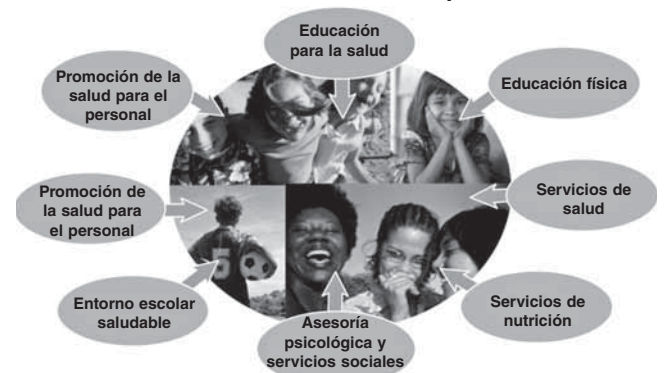 Educación
para la salud
Promoción de la
salud para el
personal
Educación física
Promoción de
la salud para
el personal
Servicios de
salud
Entorno escolar
saludable
Servicios de
nutrición
Asesoría
psicológica y
servicios sociales